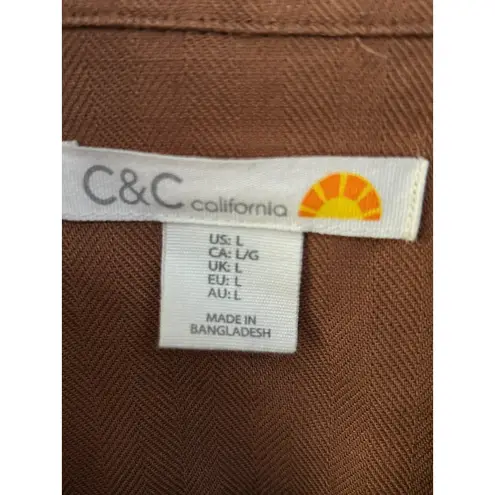 C&C california
US: L
CA: L/G
UK: L
EU: L
AU: L
MADE IN
BANGLADESH